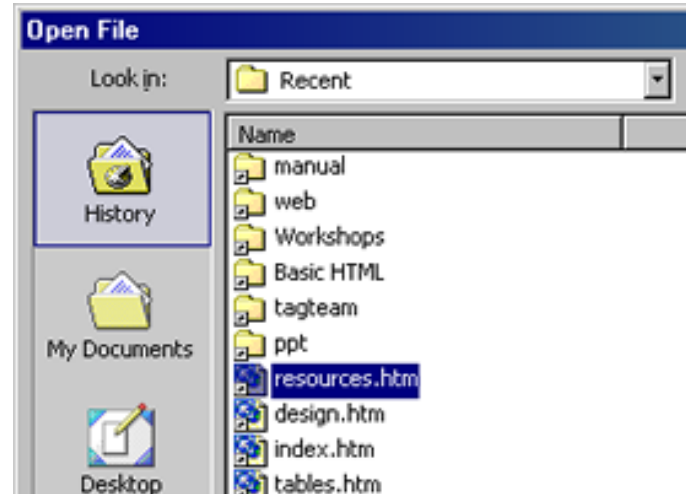 Open File
Look in:
Recent
History
My Documents
Desktop
Name
manual
web
Workshops
Basic HTML
tagteam
ppt
resources.htm
design.htm
index.htm
tables.htm